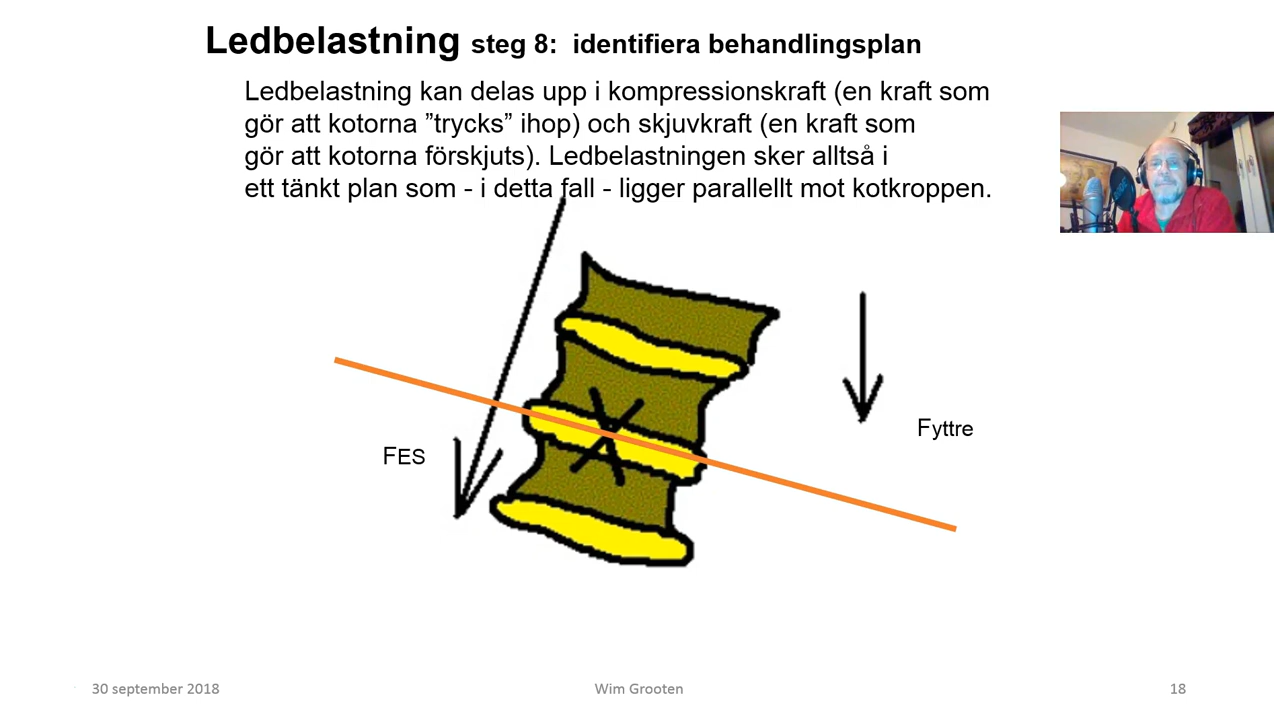 Ledbelastning steg 8: identifiera behandlingsplan
Ledbelastning kan delas upp i kompressionskraft (en kraft som
gör att kotorna ”trycks” ihop) och skjuvkraft (en kraft som
gör att kotorna förskjuts). Ledbelastningen sker alltså i
ett tänkt plan som - i detta fall - ligger parallellt mot kotkroppen.
Fyttre
FES
30 september 2018
Wim Grooten
18